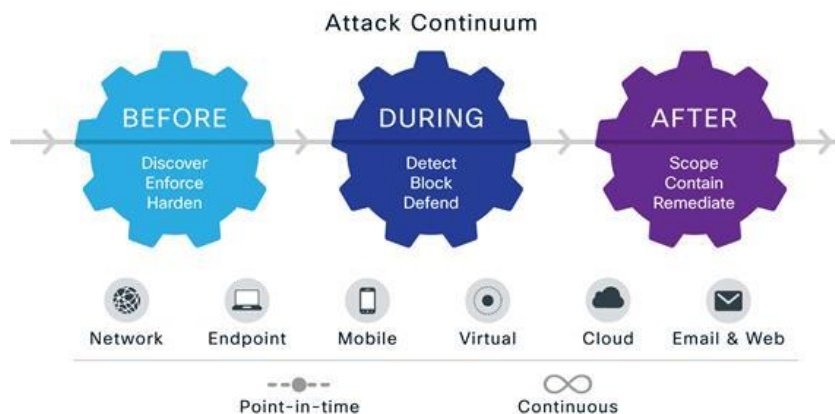 Attack Continuum
BEFORE
Discover
Enforce
Harden
DURING
Detect
Block
Defend
AFTER
Scope
Contain
Remediate
Network
Endpoint
Mobile
Virtual
Cloud
Email & Web
Point-in-time
Continuous